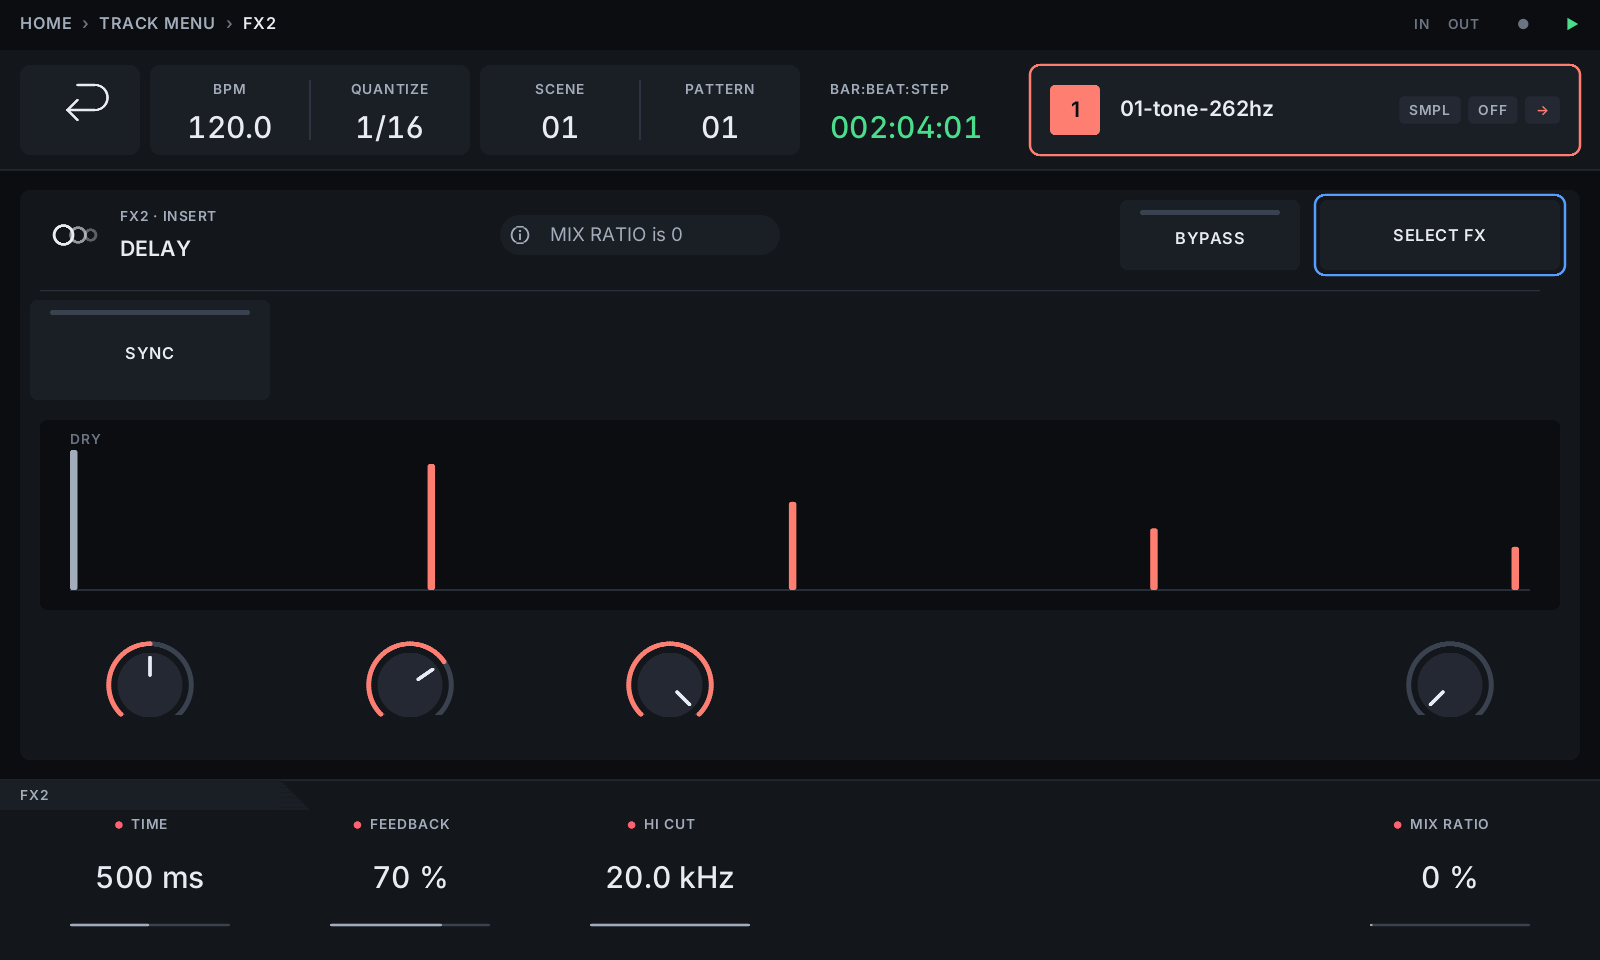 HOME › TRACK MENU › FX2
IN OUT
BPM
120.0
QUANTIZE
1/16
SCENE
01
PATTERN
01
BAR:BEAT:STEP
002:04:01
1
01-tone-262hz
SMPL
OFF
→
FX2 · INSERT
DELAY
MIX RATIO is 0
BYPASS
SELECT FX
SYNC
DRY
FX2
TIME
500 ms
FEEDBACK
70 %
HI CUT
20.0 kHz
MIX RATIO
0 %